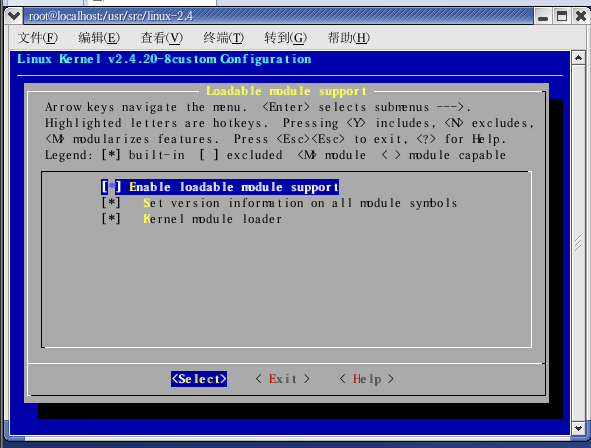 root@localhost:/usr/src/linux-2.4
文件(F) 编辑(E) 查看(V) 终端(T) 转到(G) 帮助(H)
Linux Kernel v2.4.20-8custom Configuration
Loadable module support
Arrow keys navigate the menu. <Enter> selects submenus --->.
Highlighted letters are hotkeys. Pressing <Y> includes, <N> excludes,
<M> modularizes features. Press <Esc><Esc> to exit, <?> for Help.
Legend: [*] built-in [ ] excluded <M> module < > module capable
[*] Enable loadable module support
[*] Set version information on all module symbols
[*] Kernel module loader
<Select> < Exit > < Help >